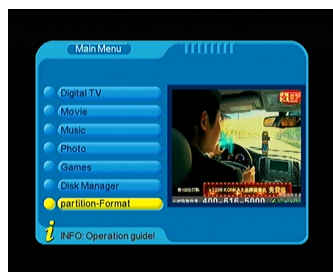 Main Menu
Digital TV
Movie
Music
Photo
Games
Disk Manager
partition-Format
400-616-5000
i INFO: Operation guide!